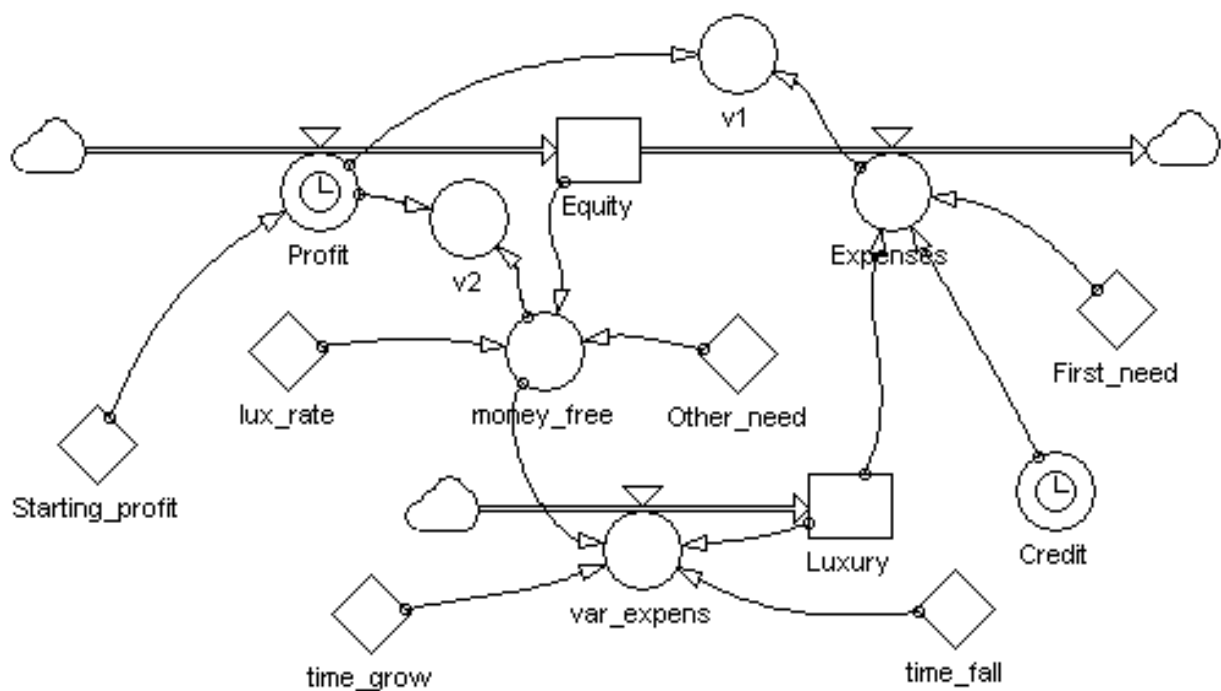 v1
Equity
Profit
Expenses
v2
First_need
lux_rate
money_free
Other_need
Starting_profit
Luxury
Credit
var_expens
time_grow
time_fall